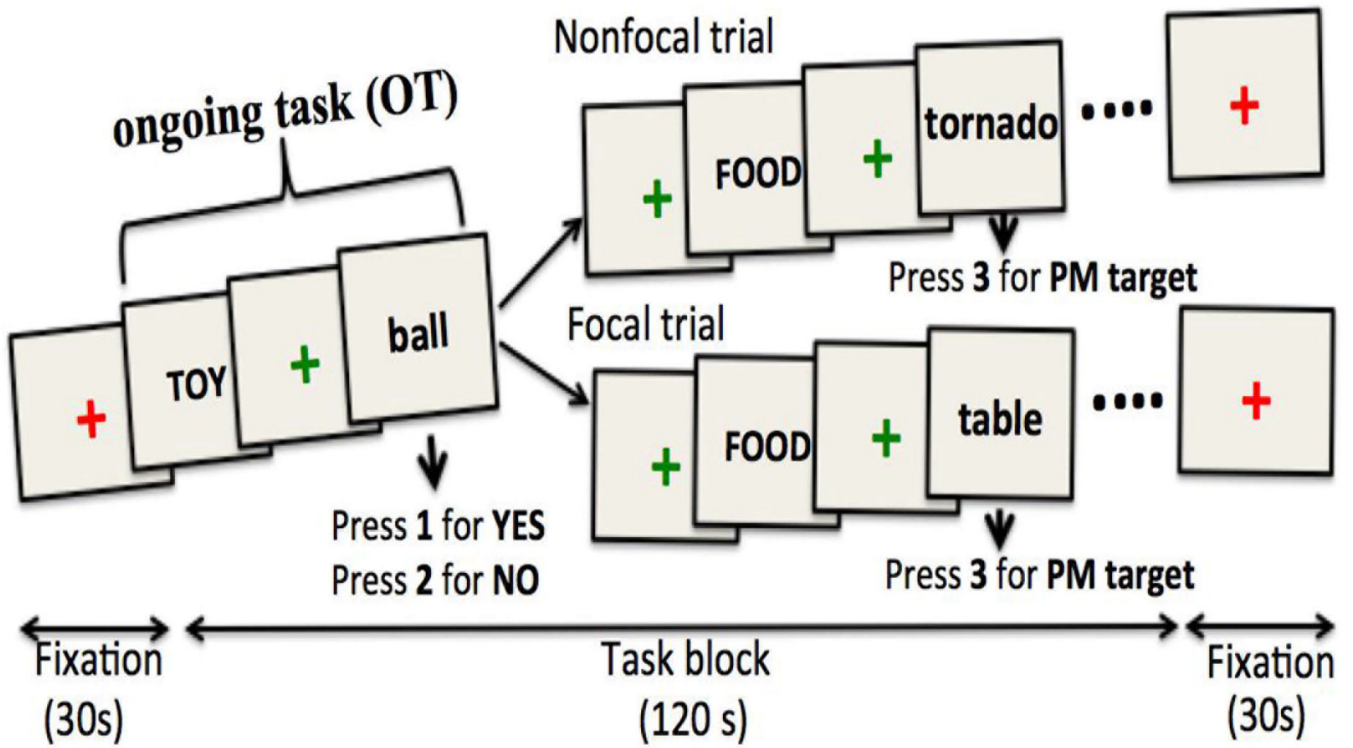 Nonfocal trial
ongoing task (OT)
FOOD
tornado
Press 3 for PM target
TOY
ball
Press 1 for YES
Press 2 for NO
Focal trial
FOOD
table
Press 3 for PM target
Fixation
(30s)
Task block
(120 s)
Fixation
(30s)